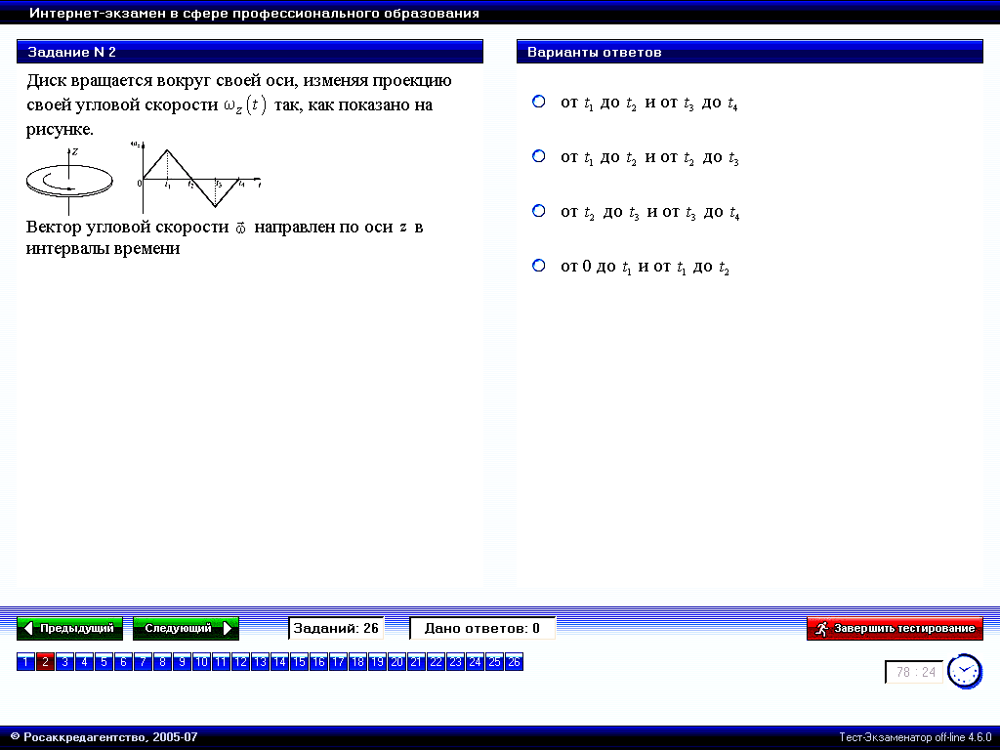 Интернет-экзамен в сфере профессионального образования
Задание N 2
Диск вращается вокруг своей оси, изменяя проекцию
своей угловой скорости ω_z(t) так, как показано на
рисунке.
z
ω_z
0 t_1 t_2 t_3 t_4 t
Вектор угловой скорости ω⃗ направлен по оси z в
интервалы времени
Варианты ответов
от t_1 до t_2 и от t_3 до t_4
от t_1 до t_2 и от t_2 до t_3
от t_2 до t_3 и от t_3 до t_4
от 0 до t_1 и от t_1 до t_2
Предыдущий Следующий Заданий: 26 Дано ответов: 0 Завершить тестирование
1 2 3 4 5 6 7 8 9 10 11 12 13 14 15 16 17 18 19 20 21 22 23 24 25 26
78 : 24
© Росаккредагентство, 2005-07 Тест-Экзаменатор off-line 4.6.0